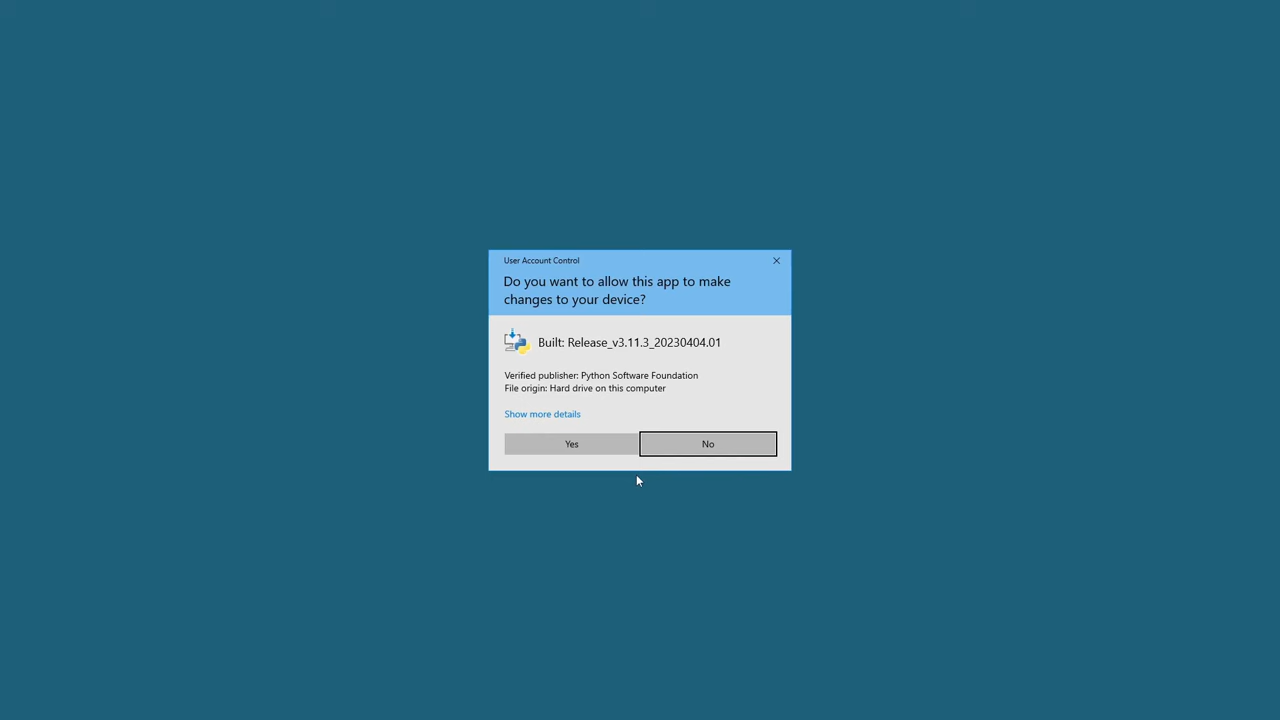 User Account Control
Do you want to allow this app to make
changes to your device?
Built: Release_v3.11.3_20230404.01
Verified publisher: Python Software Foundation
File origin: Hard drive on this computer
Show more details
Yes
No